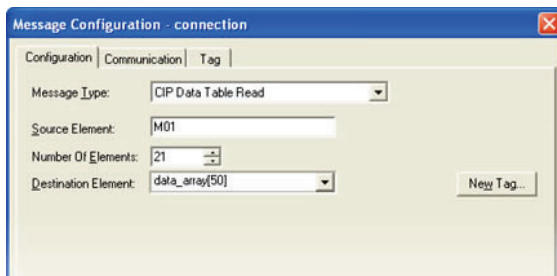 Message Configuration - connection
Configuration Communication Tag
Message Type: CIP Data Table Read
Source Element: M01
Number Of Elements: 21
Destination Element: data_array[50] New Tag...